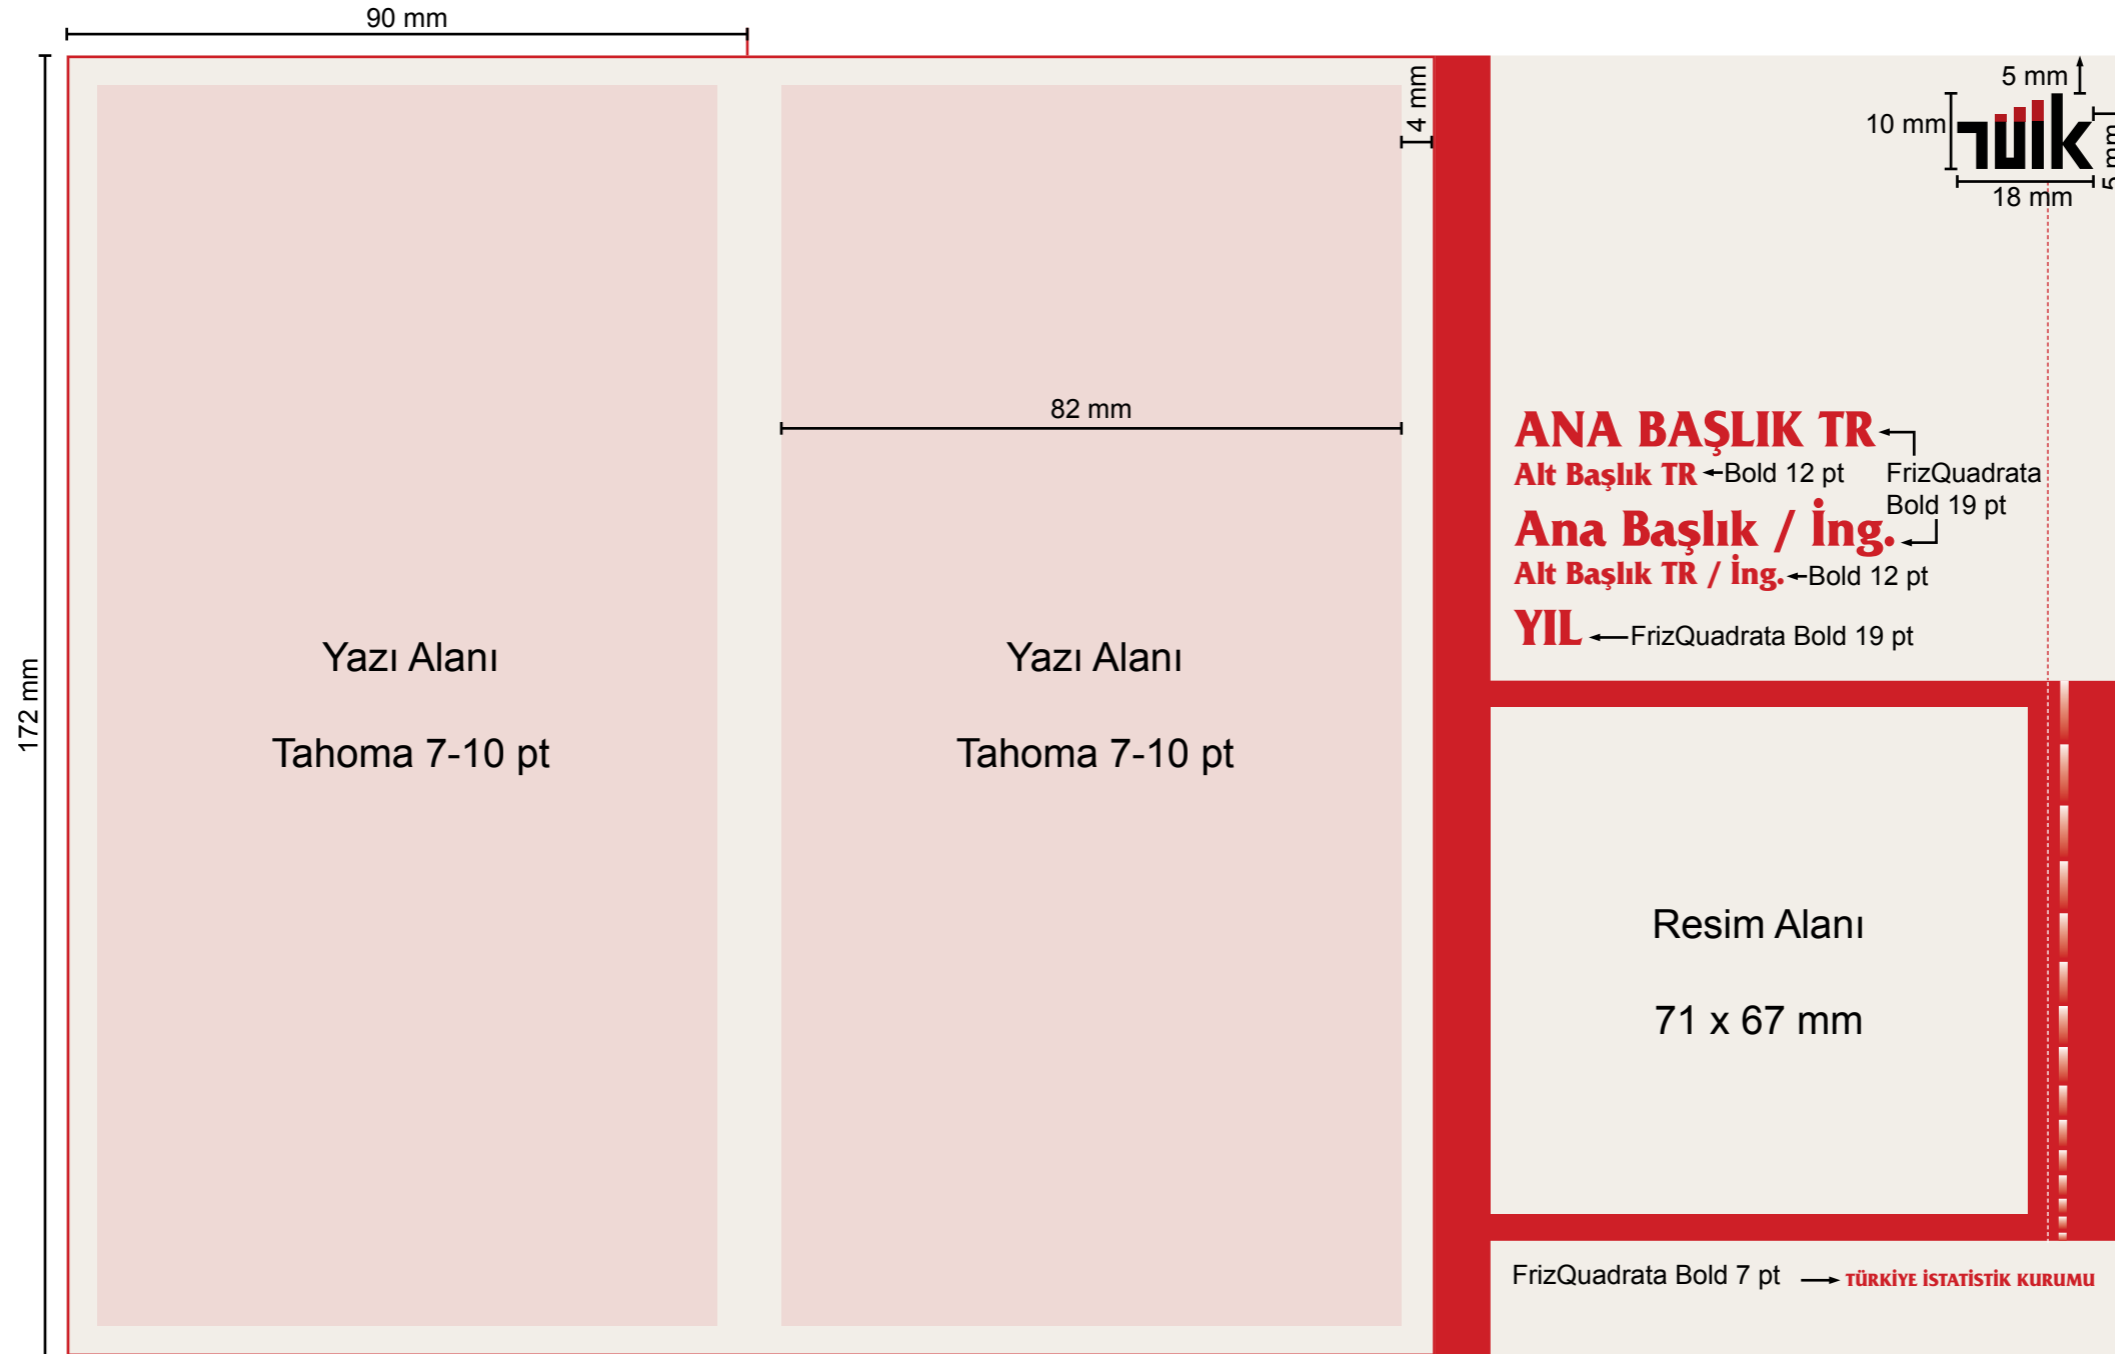 90 mm
172 mm
Yazı Alanı
Tahoma 7-10 pt
4 mm
82 mm
Yazı Alanı
Tahoma 7-10 pt
5 mm
10 mm
TÜİK
5 mm
18 mm
ANA BAŞLIK TR
Alt Başlık TR
Bold 12 pt
FrizQuadrata
Bold 19 pt
Ana Başlık / İng.
Alt Başlık TR / İng.
Bold 12 pt
YIL
FrizQuadrata Bold 19 pt
Resim Alanı
71 x 67 mm
FrizQuadrata Bold 7 pt
TÜRKİYE İSTATİSTİK KURUMU